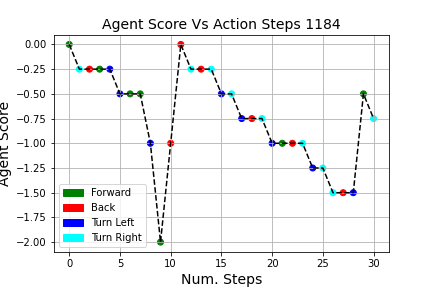 Agent Score Vs Action Steps 1184
Agent Score
0.00
−0.25
−0.50
−0.75
−1.00
−1.25
−1.50
−1.75
−2.00
Forward
Back
Turn Left
Turn Right
0 5 10 15 20 25 30
Num. Steps